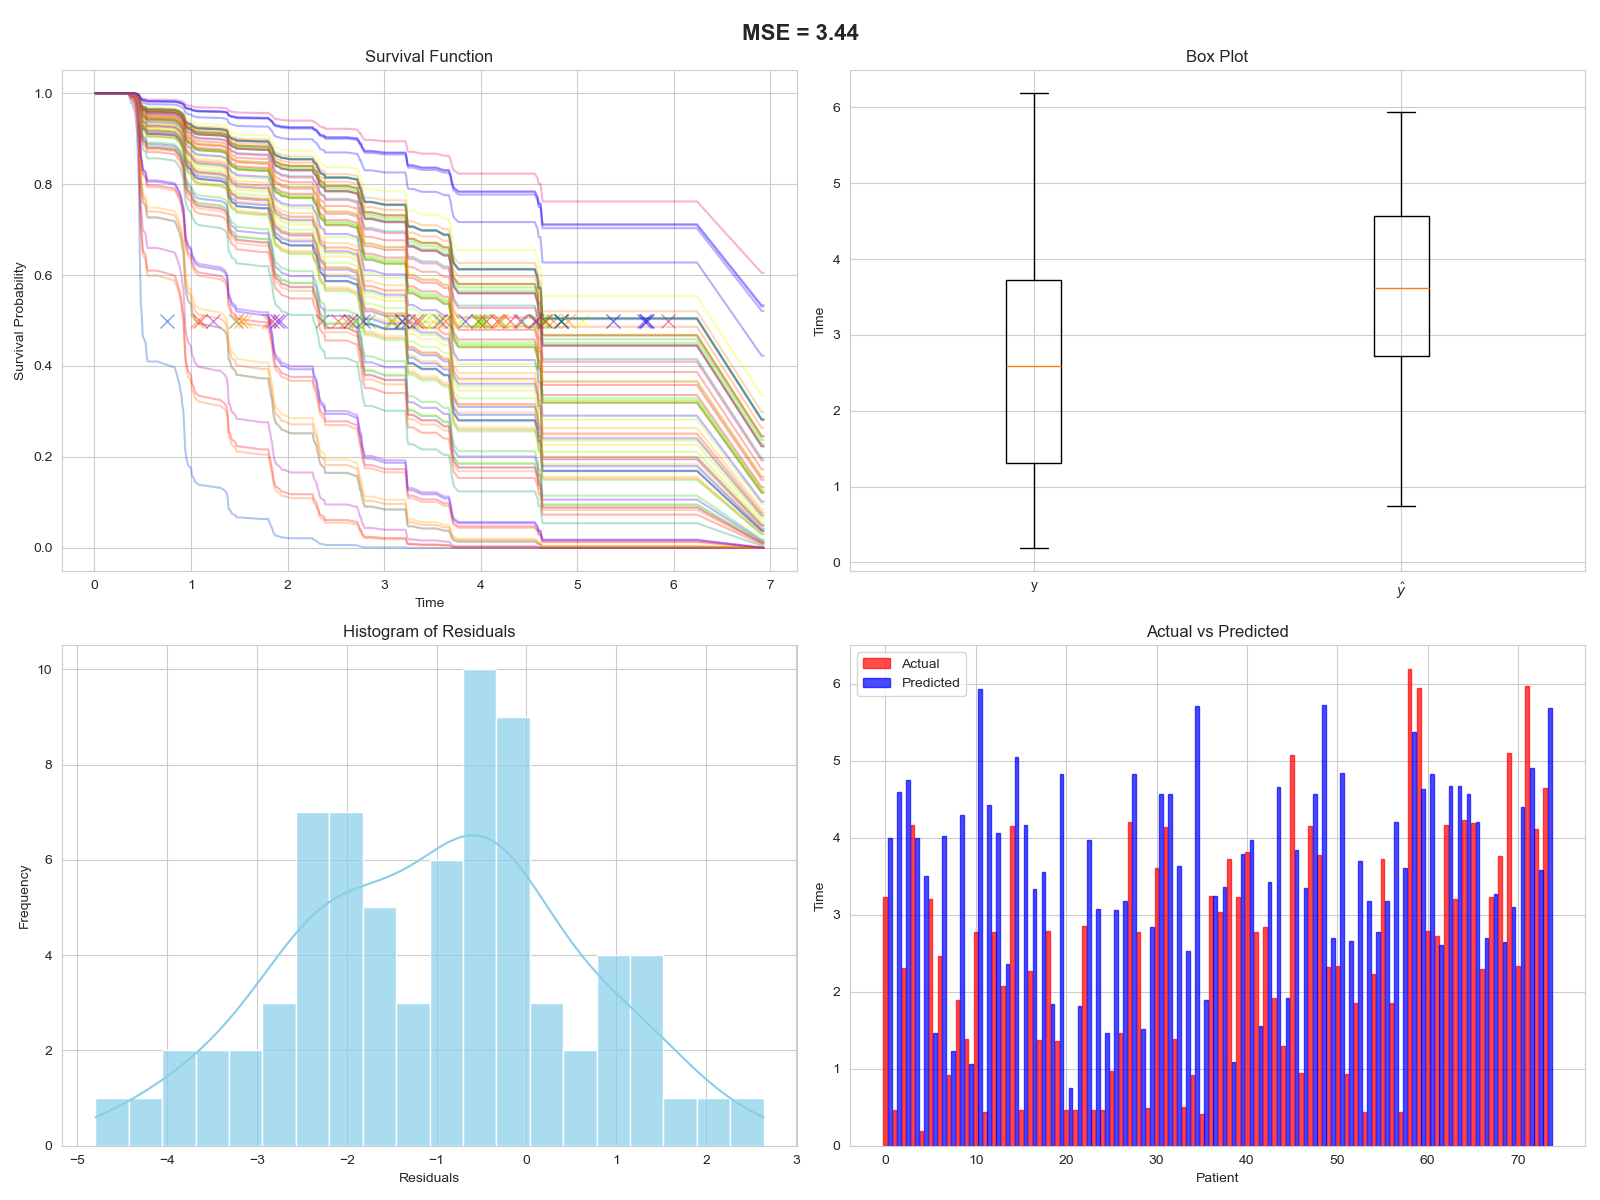 MSE = 3.44
Survival Function
1.0
0.8
0.6
0.4
0.2
0.0
Survival Probability
0 1 2 3 4 5 6 7
Time
Box Plot
6
5
4
3
2
1
0
Time
y ŷ
Histogram of Residuals
10
8
6
4
2
0
Frequency
−5 −4 −3 −2 −1 0 1 2 3
Residuals
Actual vs Predicted
Actual
Predicted
6
5
4
3
2
1
0
Time
0 10 20 30 40 50 60 70
Patient